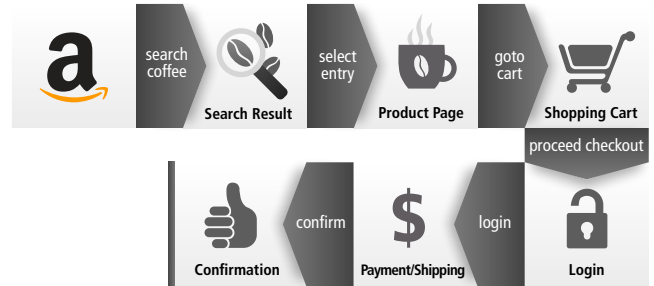 a
search
coffee
Search Result
select
entry
Product Page
goto
cart
Shopping Cart
proceed checkout
Login
login
$
Payment/Shipping
confirm
Confirmation